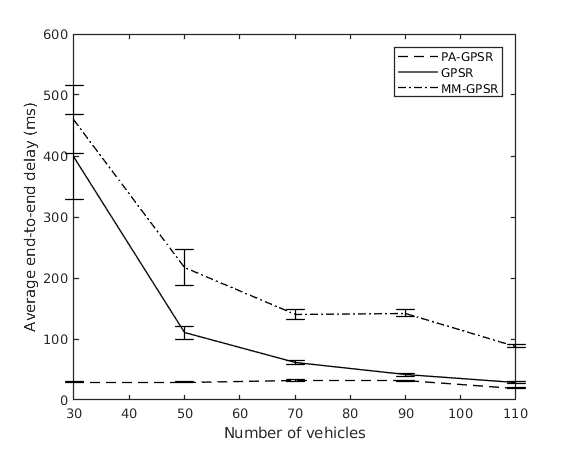 600
500
400
300
200
100
0
Average end-to-end delay (ms)
PA-GPSR
GPSR
MM-GPSR
30 40 50 60 70 80 90 100 110
Number of vehicles